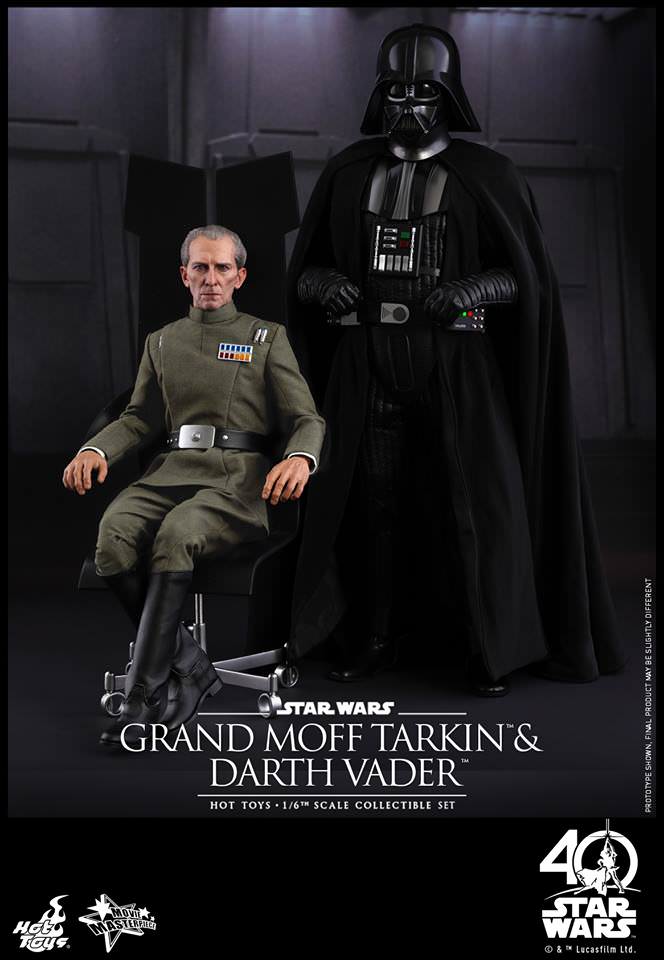 STAR WARS
GRAND MOFF TARKIN™ &
DARTH VADER™
HOT TOYS • 1/6TH SCALE COLLECTIBLE SET
PROTOTYPE SHOWN, FINAL PRODUCT MAY BE SLIGHTLY DIFFERENT
Hot
Toys
MOVIE
MASTERPIECE
40
STAR
WARS
© & ™ Lucasfilm Ltd.